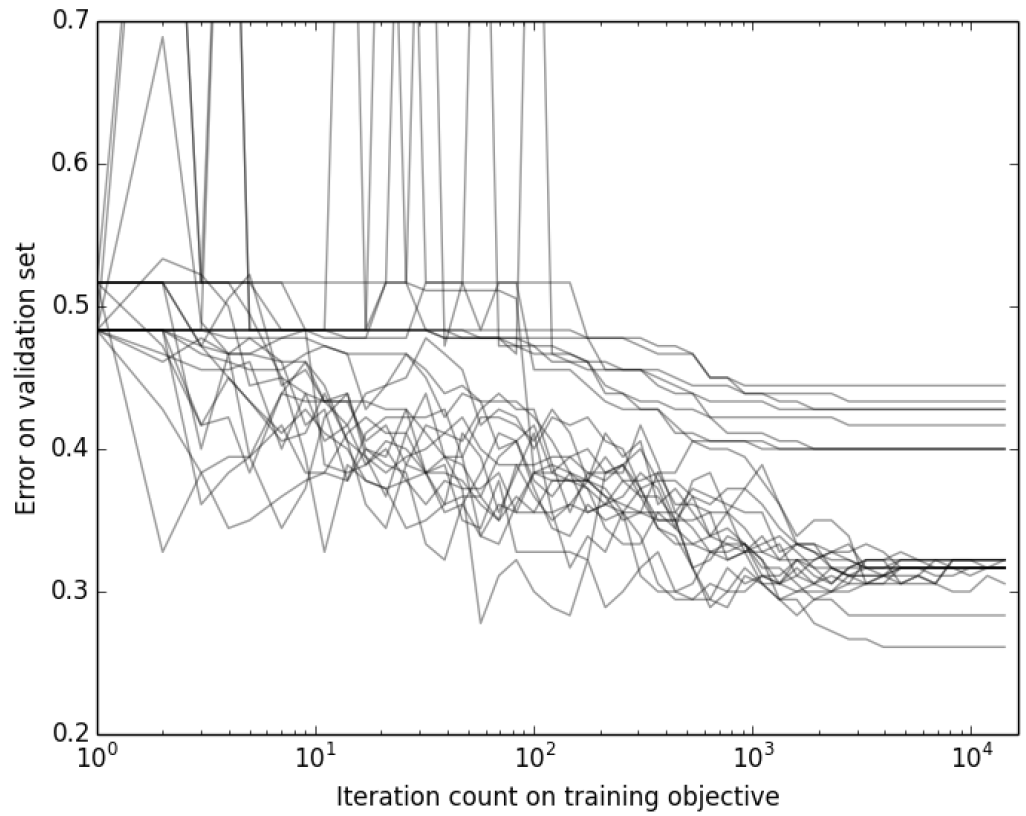 Error on validation set
0.7
0.6
0.5
0.4
0.3
0.2
10⁰ 10¹ 10² 10³ 10⁴
Iteration count on training objective